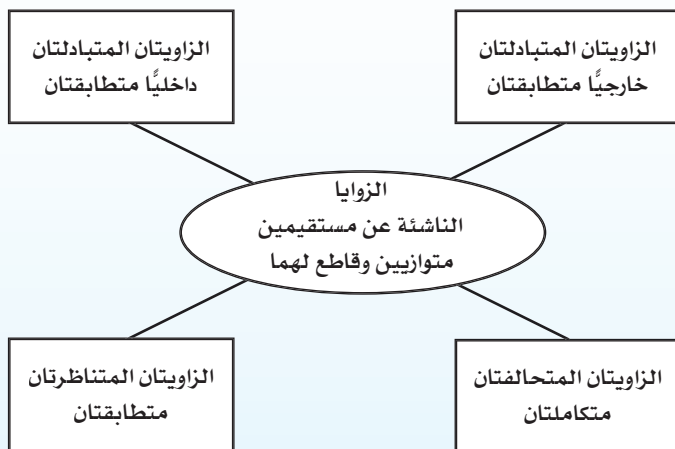 الزاويتان المتبادلتان
خارجيًّا متطابقتان
الزاويتان المتبادلتان
داخليًّا متطابقتان
الزوايا
الناشئة عن مستقيمين
متوازيين وقاطع لهما
الزاويتان المتحالفتان
متكاملتان
الزاويتان المتناظرتان
متطابقتان